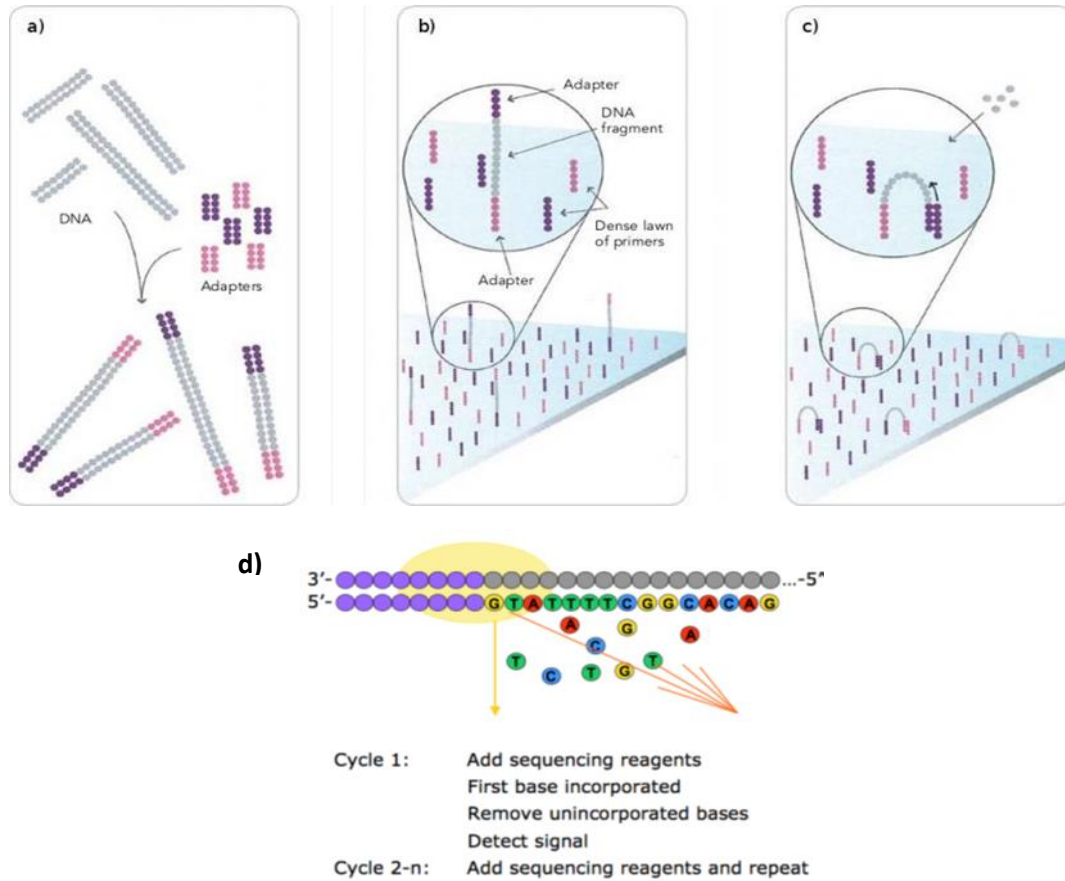 a)
DNA
Adapters
b)
Adapter
DNA
fragment
Dense lawn
of primers
Adapter
c)
d)
3'- ...-5'
5'- G T A T T T T C G G C A C A G
A G A
C
T C T G T
Cycle 1: Add sequencing reagents
First base incorporated
Remove unincorporated bases
Detect signal
Cycle 2-n: Add sequencing reagents and repeat